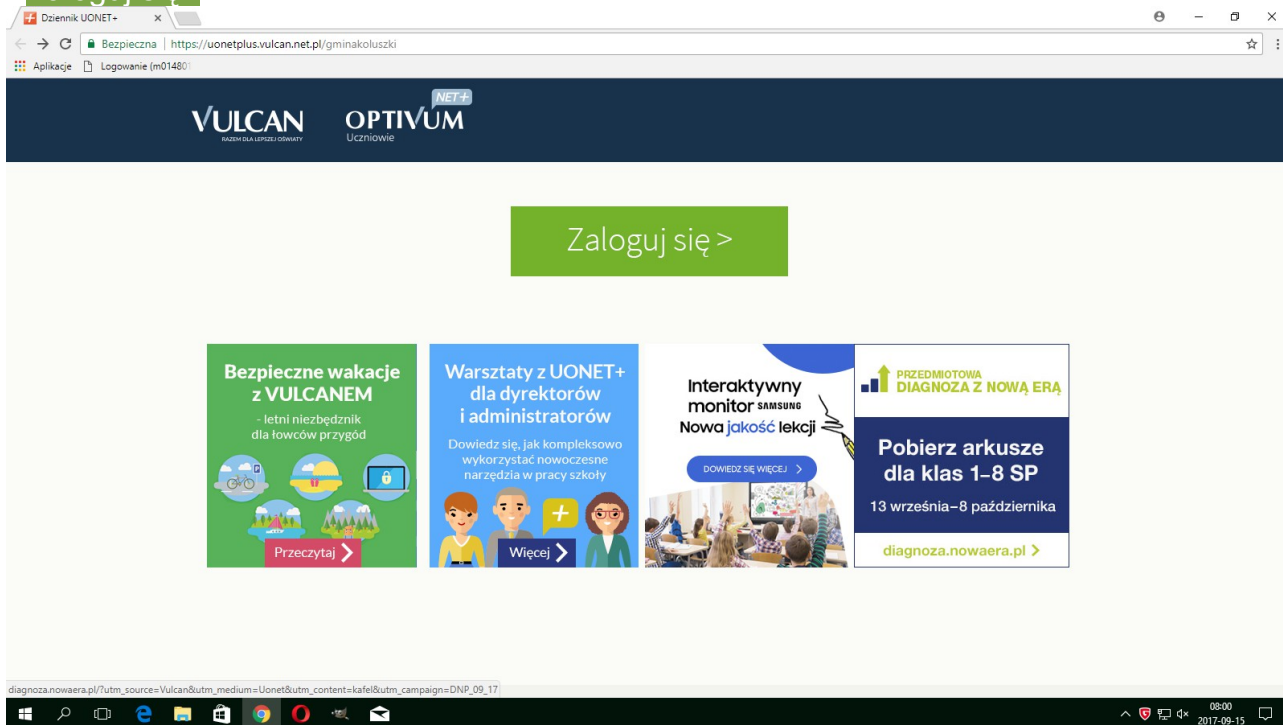 Dziennik UONET+
Bezpieczna | https://uonetplus.vulcan.net.pl/gminakoluszki
Aplikacje Logowanie (m01480
VULCAN
RAZEM DLA LEPSZEJ OŚWIATY
NET+
OPTIVUM
Uczniowie
Zaloguj się >
Bezpieczne wakacje
z VULCANEM
- letni niezbędznik
dla łowców przygód
Przeczytaj
Warsztaty z UONET+
dla dyrektorów
i administratorów
Dowiedz się, jak kompleksowo
wykorzystać nowoczesne
narzędzia w pracy szkoły
Więcej
Interaktywny
monitor SAMSUNG
Nowa jakość lekcji
DOWIEDZ SIĘ WIĘCEJ
PRZEDMIOTOWA
DIAGNOZA Z NOWĄ ERĄ
Pobierz arkusze
dla klas 1–8 SP
13 września–8 października
diagnoza.nowaera.pl
diagnoza.nowaera.pl/?utm_source=Vulcan&utm_medium=Uonet&utm_content=kafel&utm_campaign=DNP_09_17
08:00
2017-09-15